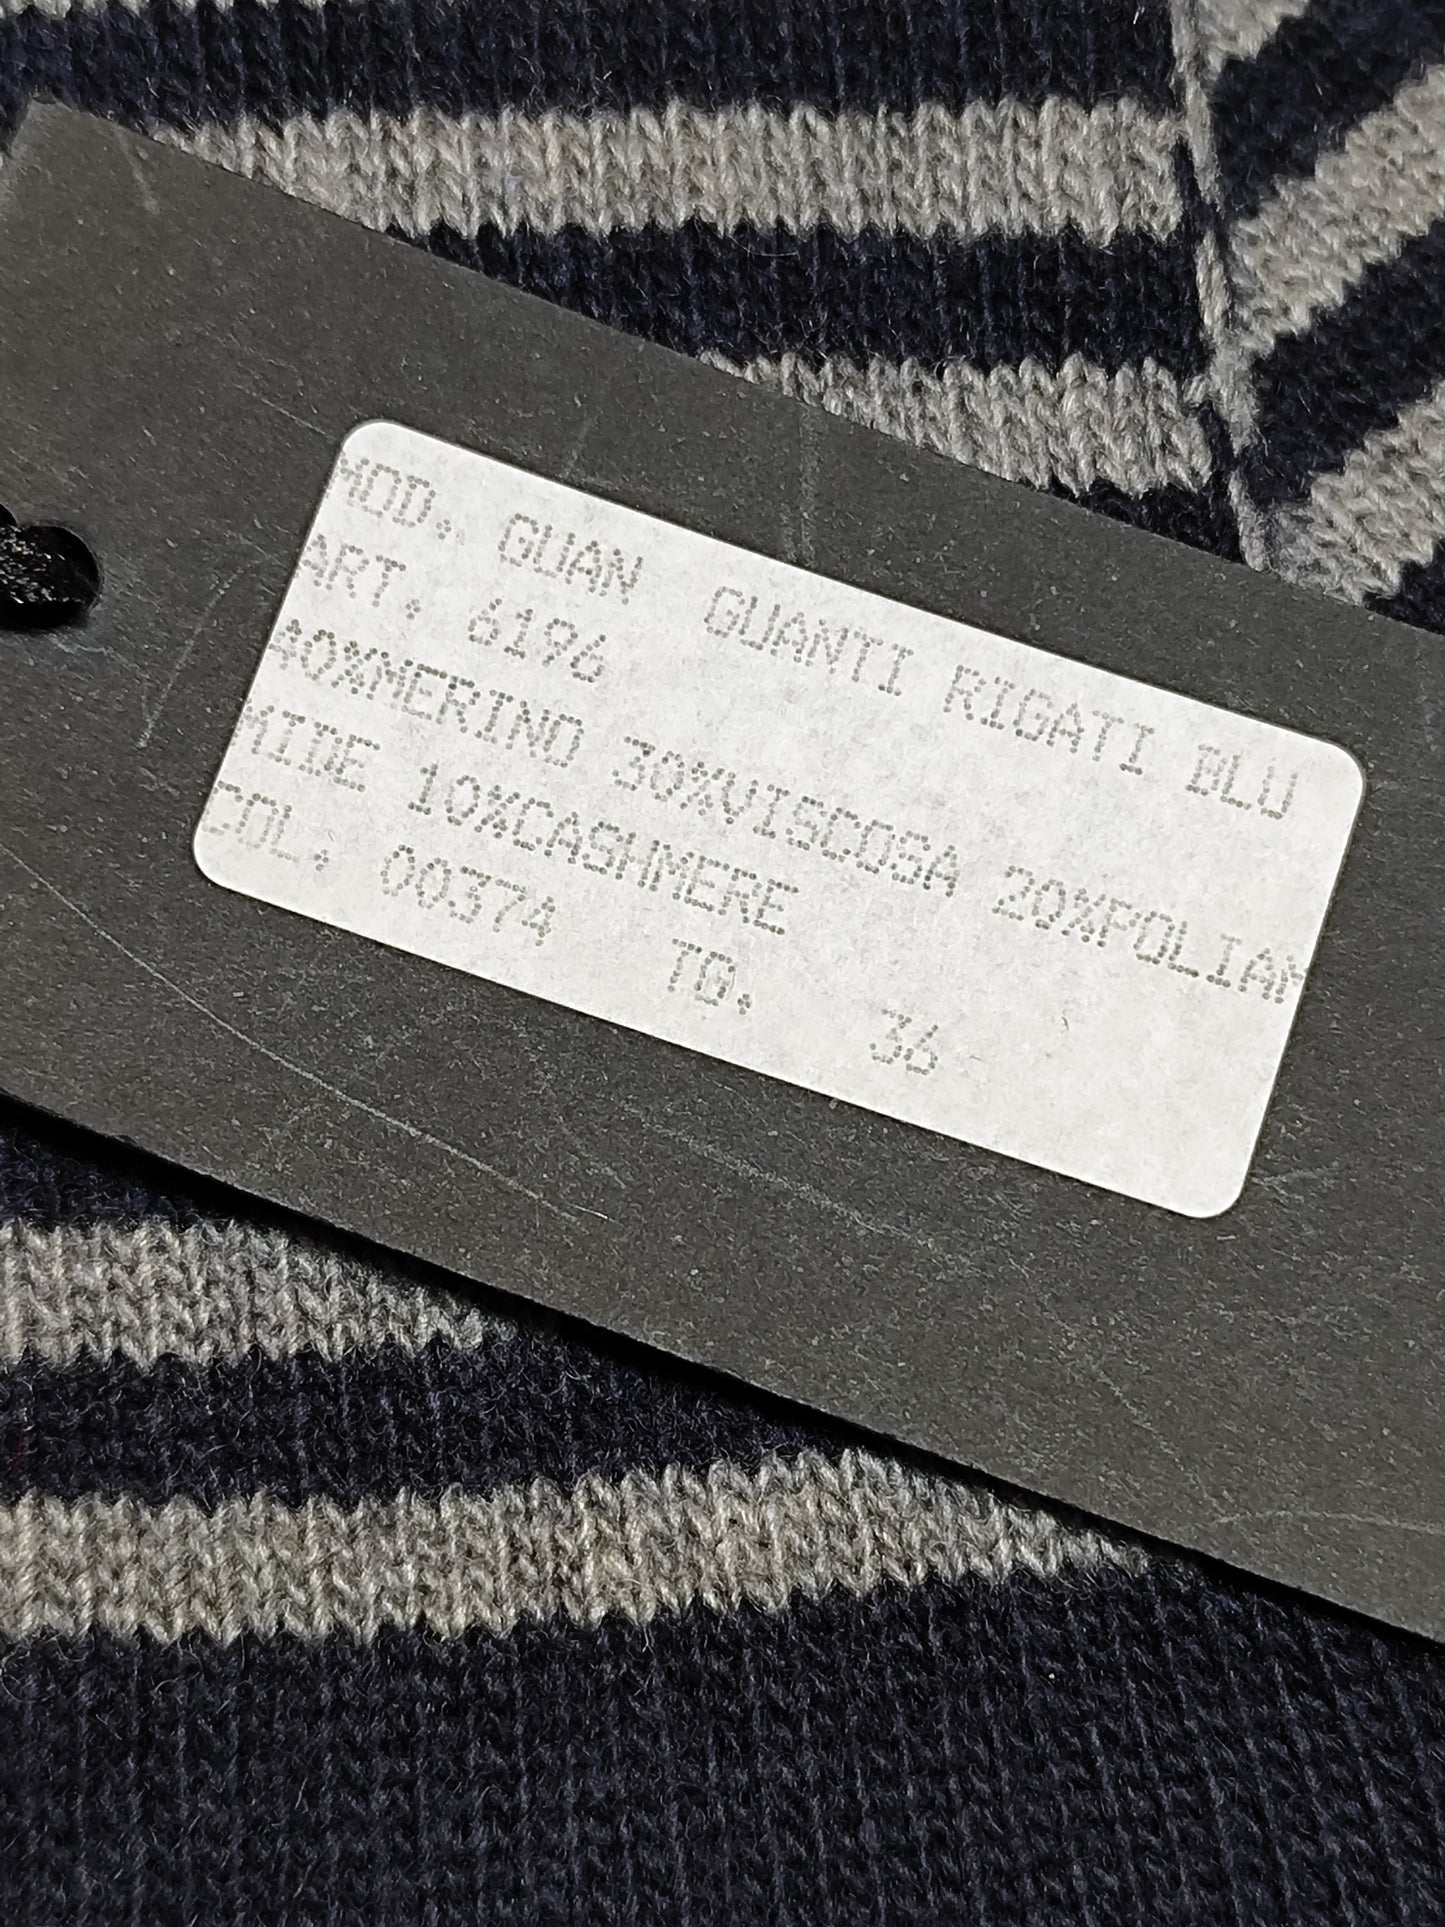 MOD. GUAN GUANTI RIGATI BLU
ART. 6196
40%MERINO 30%VISCOSA 20%POLIAM
MIDE 10%CASHMERE
COL. 00374 TG. 36